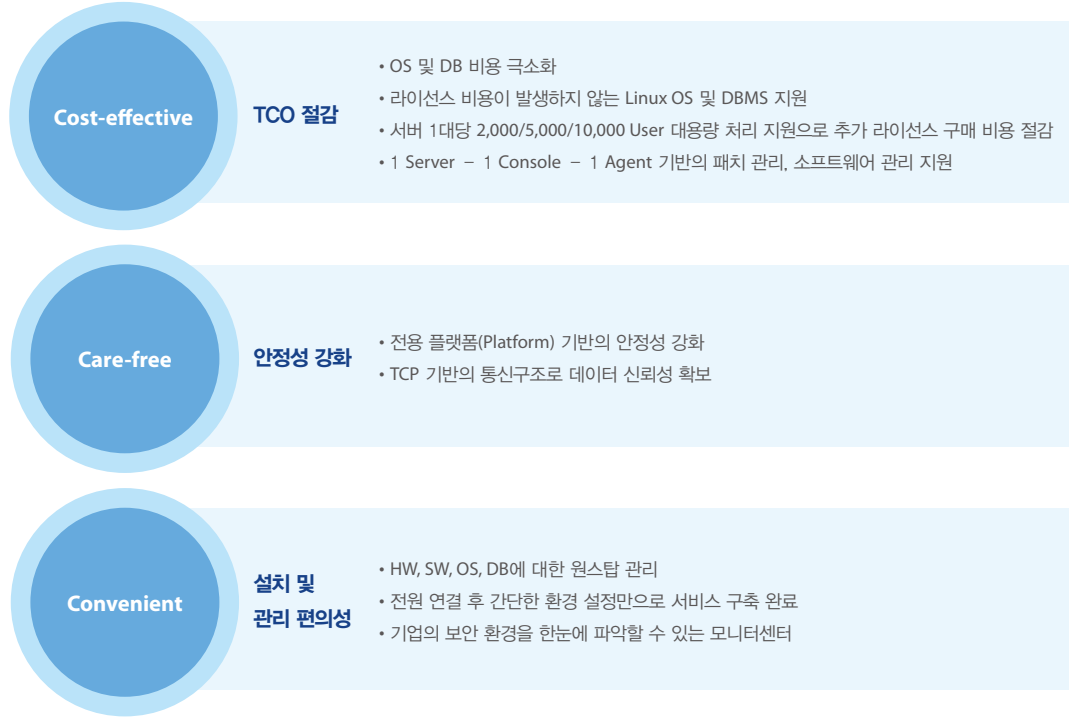 Cost-effective
TCO 절감
• OS 및 DB 비용 극소화
• 라이선스 비용이 발생하지 않는 Linux OS 및 DBMS 지원
• 서버 1대당 2,000/5,000/10,000 User 대용량 처리 지원으로 추가 라이선스 구매 비용 절감
• 1 Server – 1 Console – 1 Agent 기반의 패치 관리, 소프트웨어 관리 지원
Care-free
안정성 강화
• 전용 플랫폼(Platform) 기반의 안정성 강화
• TCP 기반의 통신구조로 데이터 신뢰성 확보
Convenient
설치 및
관리 편의성
• HW, SW, OS, DB에 대한 원스탑 관리
• 전원 연결 후 간단한 환경 설정만으로 서비스 구축 완료
• 기업의 보안 환경을 한눈에 파악할 수 있는 모니터센터